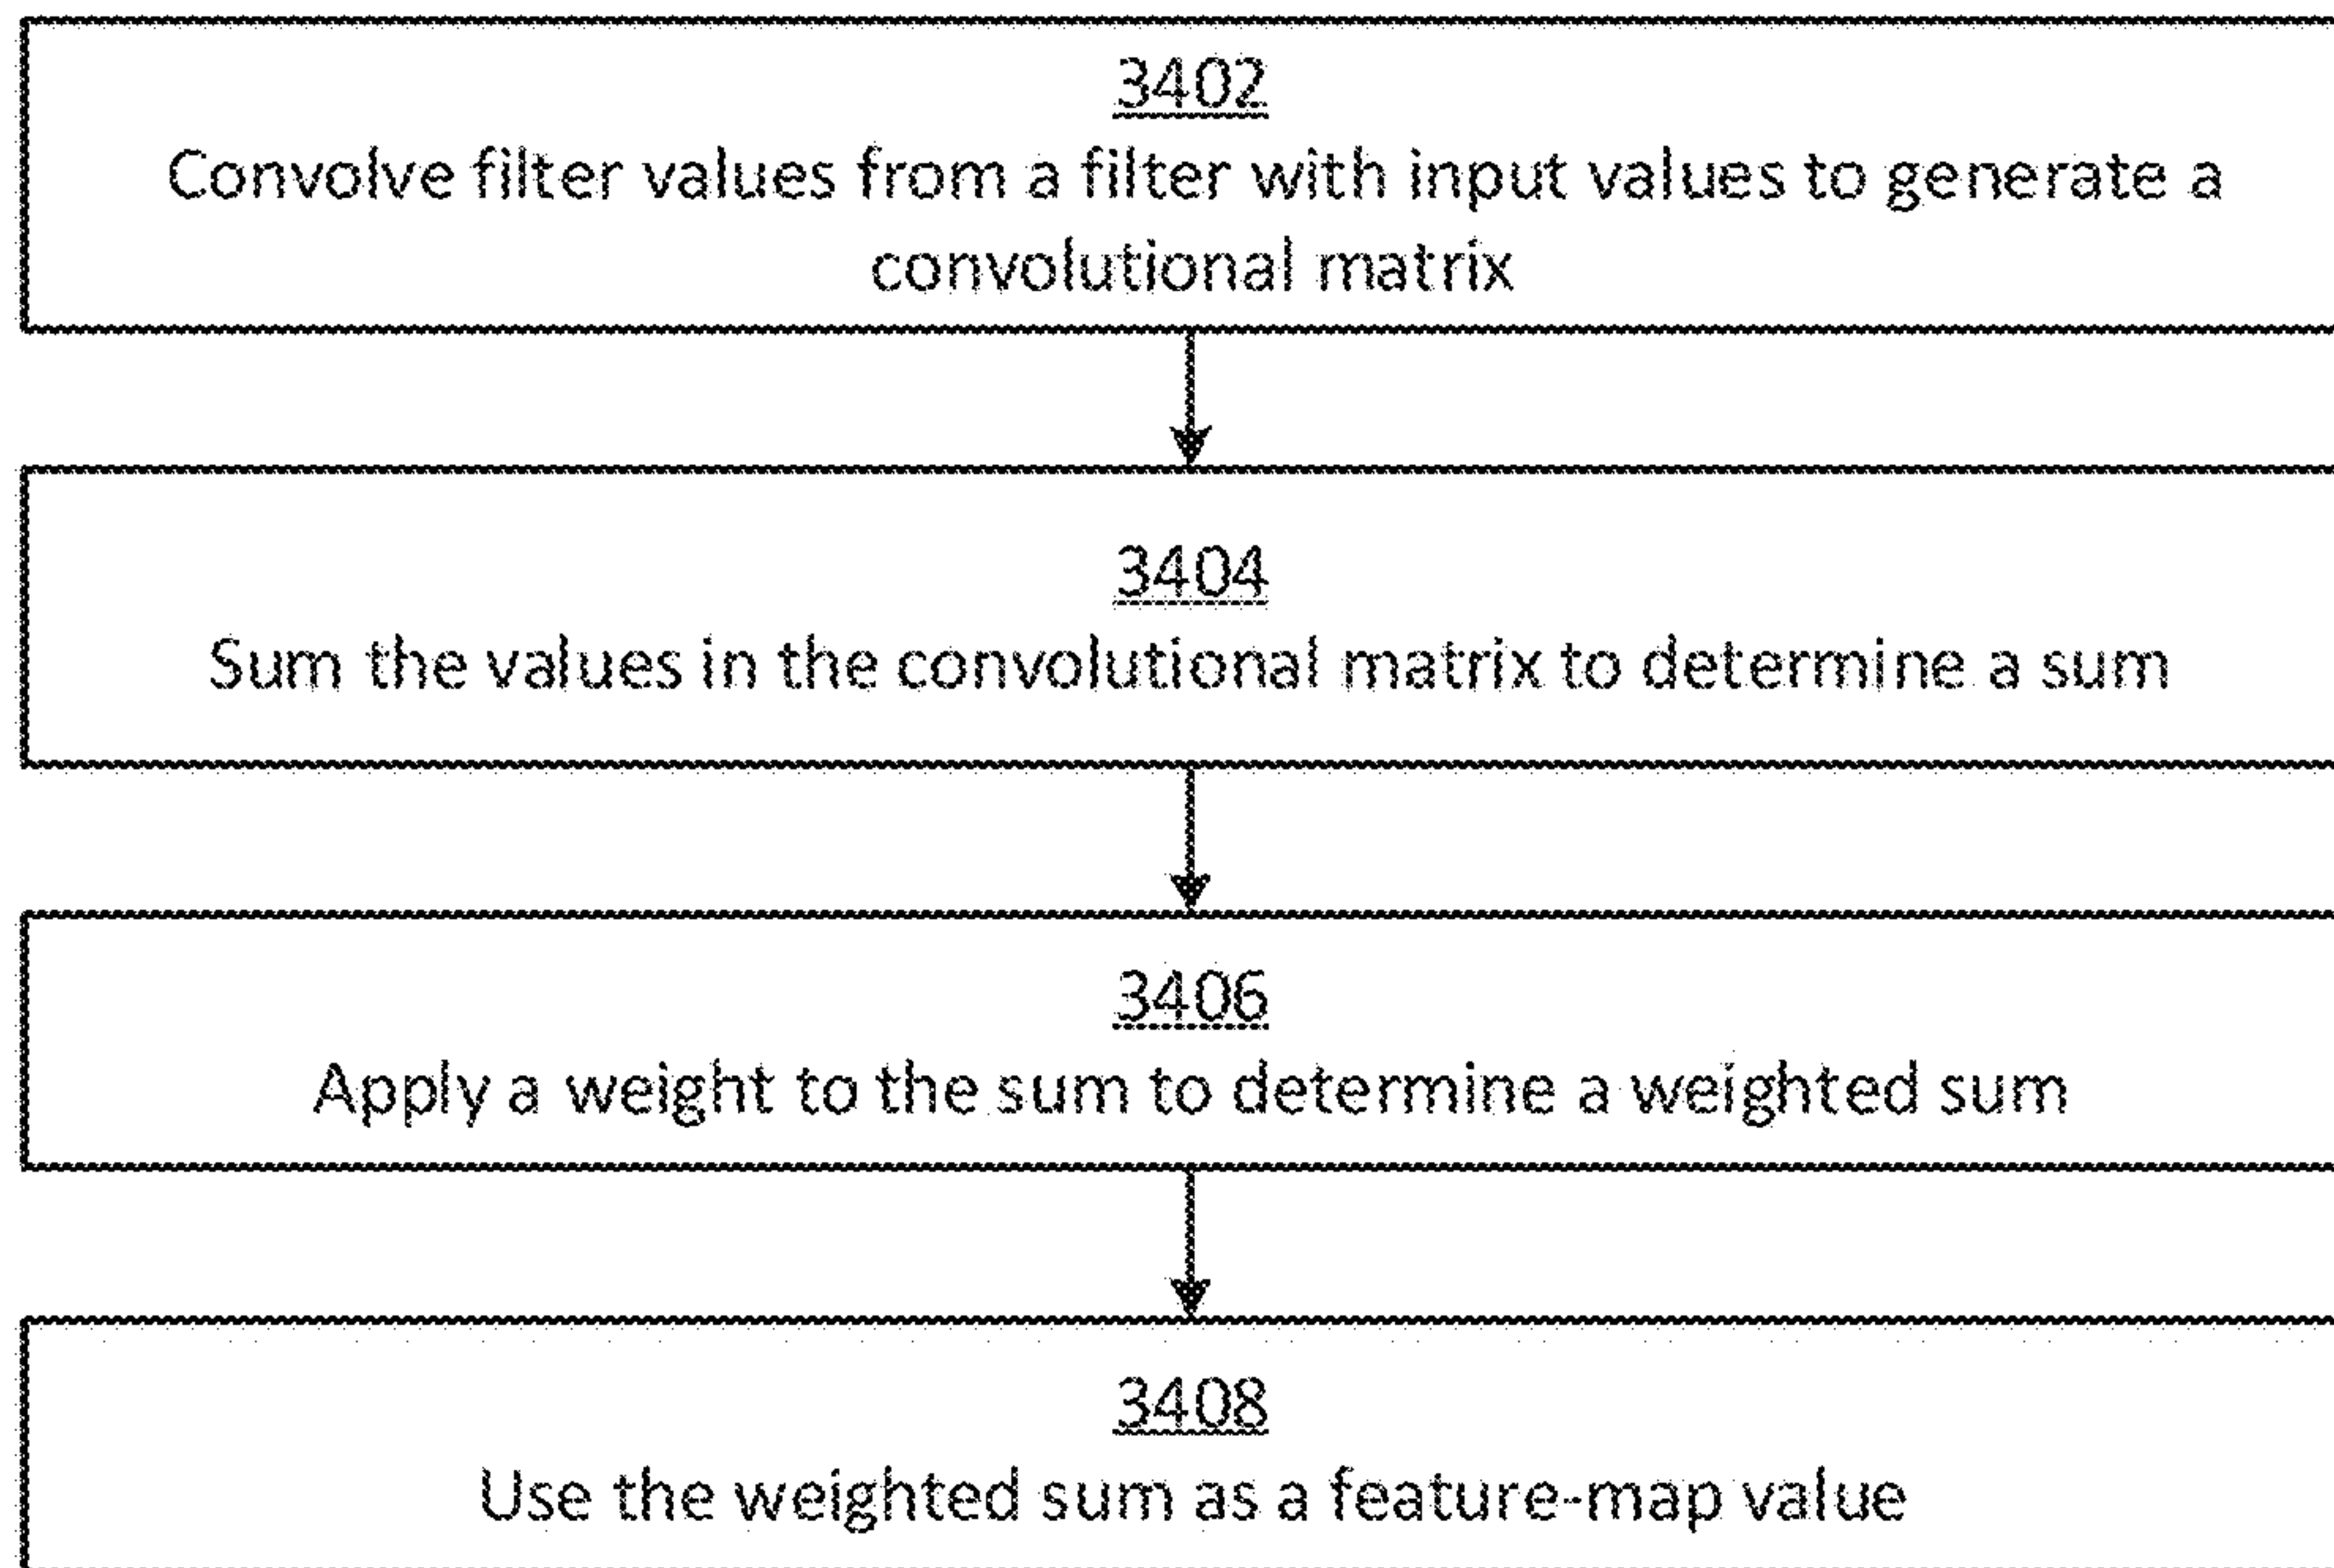 3402
Convolve filter values from a filter with input values to generate a
convolutional matrix
3404
Sum the values in the convolutional matrix to determine a sum
3406
Apply a weight to the sum to determine a weighted sum
3408
Use the weighted sum as a feature-map value